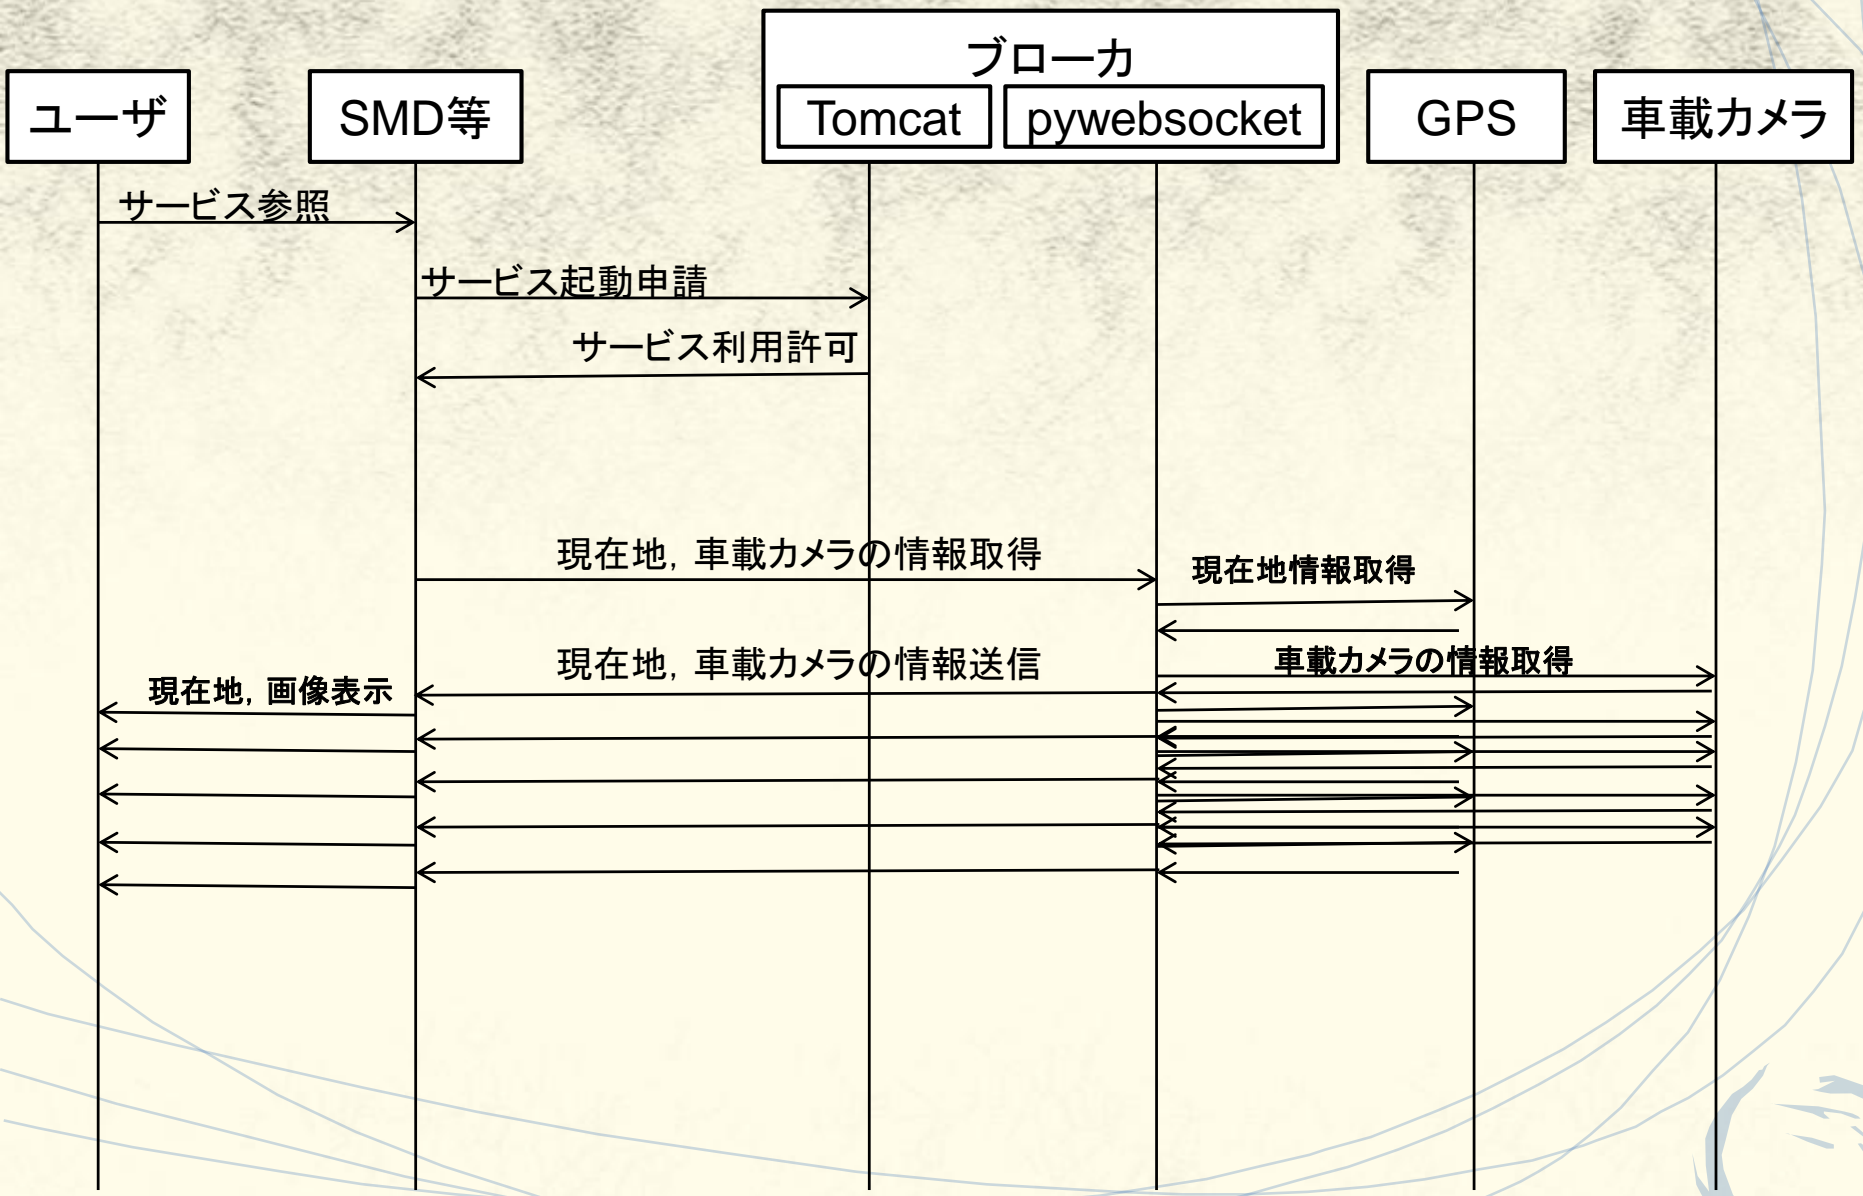 ブローカ
ユーザ
SMD等
Tomcat
pywebsocket
GPS
車載カメラ
サービス参照
サービス起動申請
サービス利用許可
現在地，車載カメラの情報取得
現在地情報取得
現在地，車載カメラの情報送信
車載カメラの情報取得
現在地，画像表示